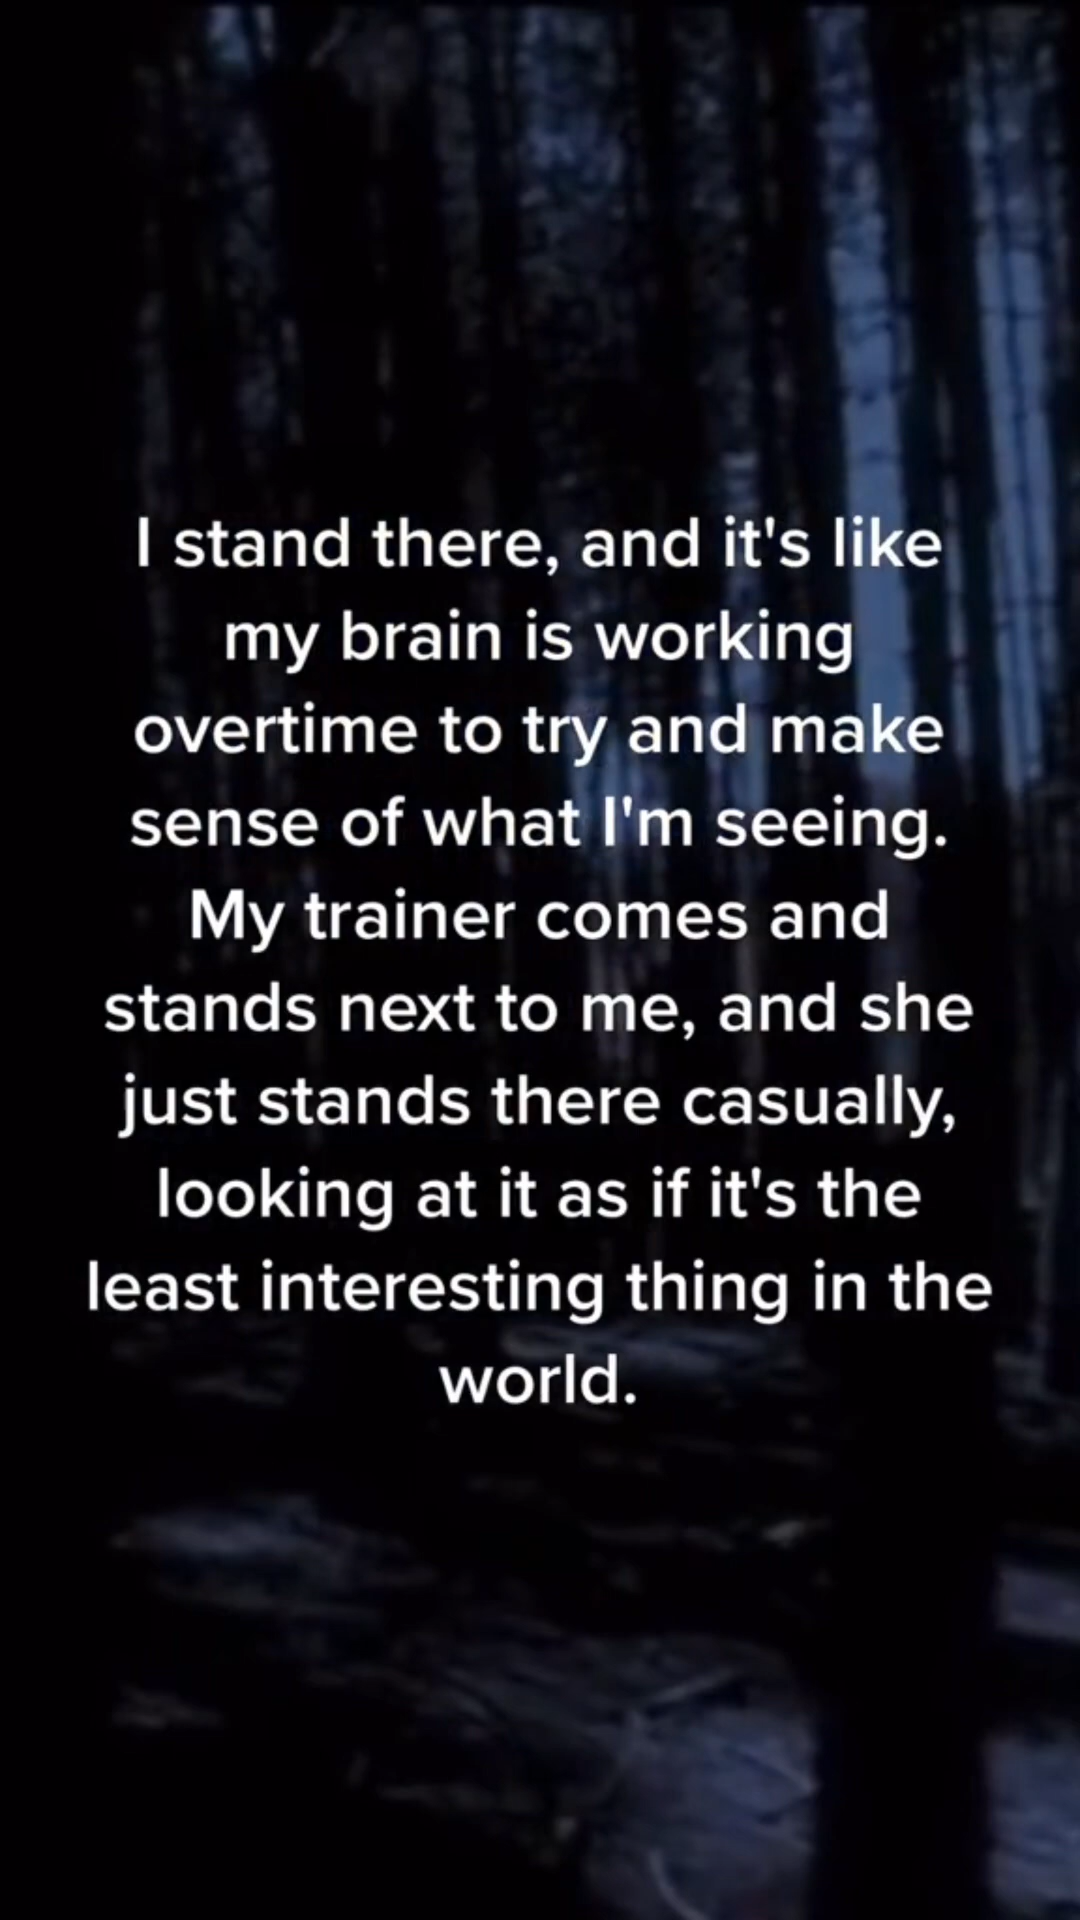 I stand there, and it's like
my brain is working
overtime to try and make
sense of what I'm seeing.
My trainer comes and
stands next to me, and she
just stands there casually,
looking at it as if it's the
least interesting thing in the
world.